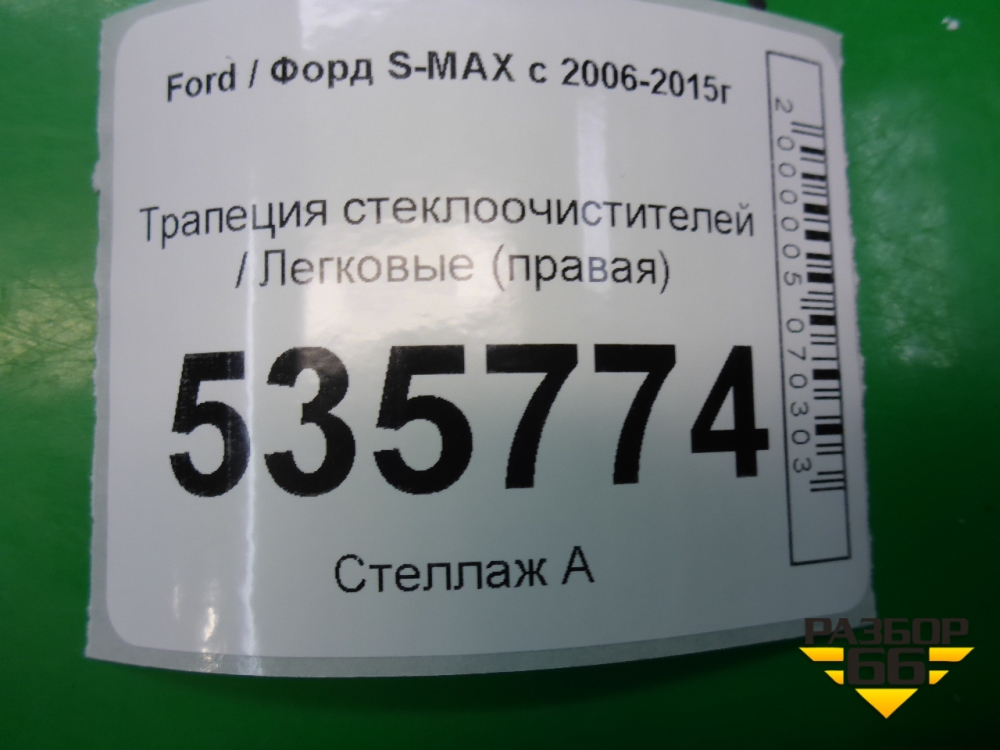 Ford / Форд S-MAX с 2006-2015г
Трапеция стеклоочистителей
/ Легковые (правая)
535774
Стеллаж А
2000005070303
РАЗБОР
66